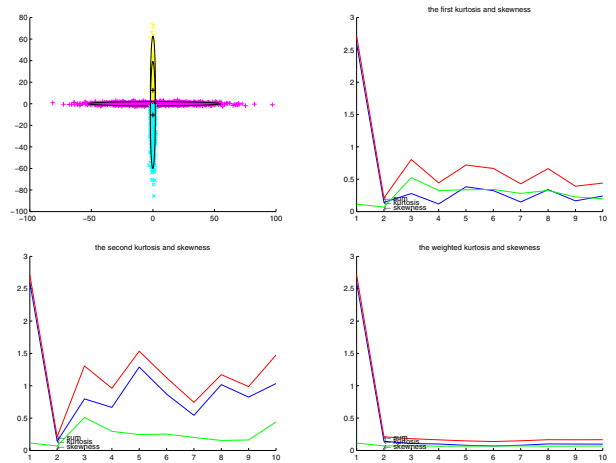 80
60
40
20
0
−20
−40
−60
−80
−100
−100 −50 0 50 100
the first kurtosis and skewness
3
2.5
2
1.5
1
0.5
0
sum
kurtosis
skewness
1 2 3 4 5 6 7 8 9 10
the second kurtosis and skewness
3
2.5
2
1.5
1
0.5
0
sum
kurtosis
skewness
1 2 3 4 5 6 7 8 9 10
the weighted kurtosis and skewness
3
2.5
2
1.5
1
0.5
0
sum
kurtosis
skewness
1 2 3 4 5 6 7 8 9 10